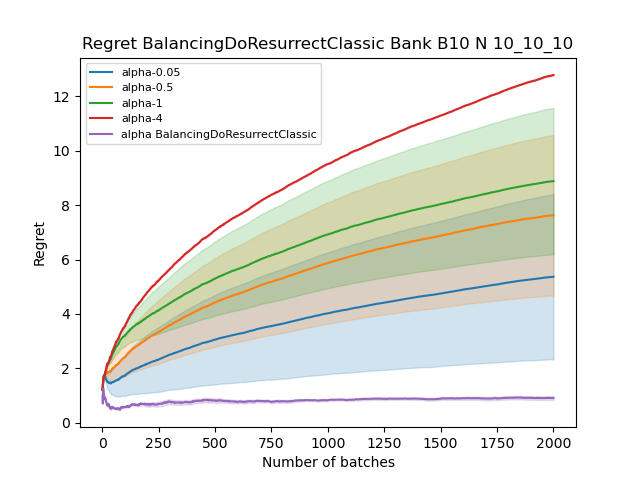 Regret BalancingDoResurrectClassic Bank B10 N 10_10_10
alpha-0.05
alpha-0.5
alpha-1
alpha-4
alpha BalancingDoResurrectClassic
Regret
12
10
8
6
4
2
0
0 250 500 750 1000 1250 1500 1750 2000
Number of batches